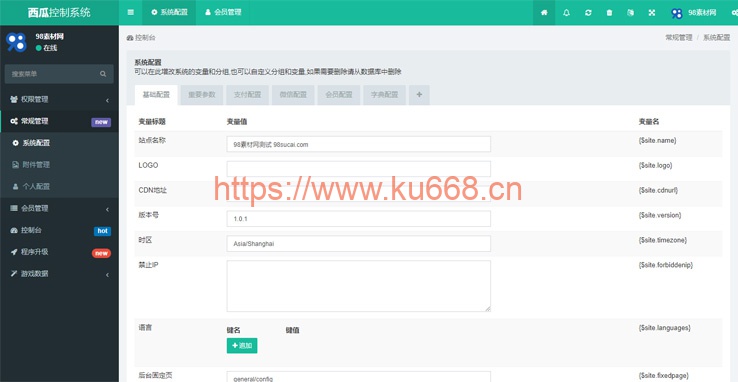 西瓜控制系统
系统配置
会员管理
98素材网
98素材网
在线
搜索菜单
权限管理
常规管理 new
系统配置
附件管理
个人配置
会员管理
控制台 hot
程序升级 new
游戏数据
控制台
常规管理 / 系统配置
系统配置
可以在此增改系统的变量和分组,也可以自定义分组和变量,如果需要删除请从数据库中删除
基础配置 重要参数 支付配置 微信配置 会员配置 字典配置 +
变量标题 变量值 变量名
站点名称 98素材网测试 98sucai.com {$site.name}
LOGO {$site.logo}
CDN地址 {$site.cdnurl}
https://www.ku668.cn
版本号 1.0.1 {$site.version}
时区 Asia/Shanghai {$site.timezone}
禁止IP {$site.forbiddenip}
语言 键名 键值 {$site.languages}
+ 追加
后台固定页 general/config {$site.fixedpage}